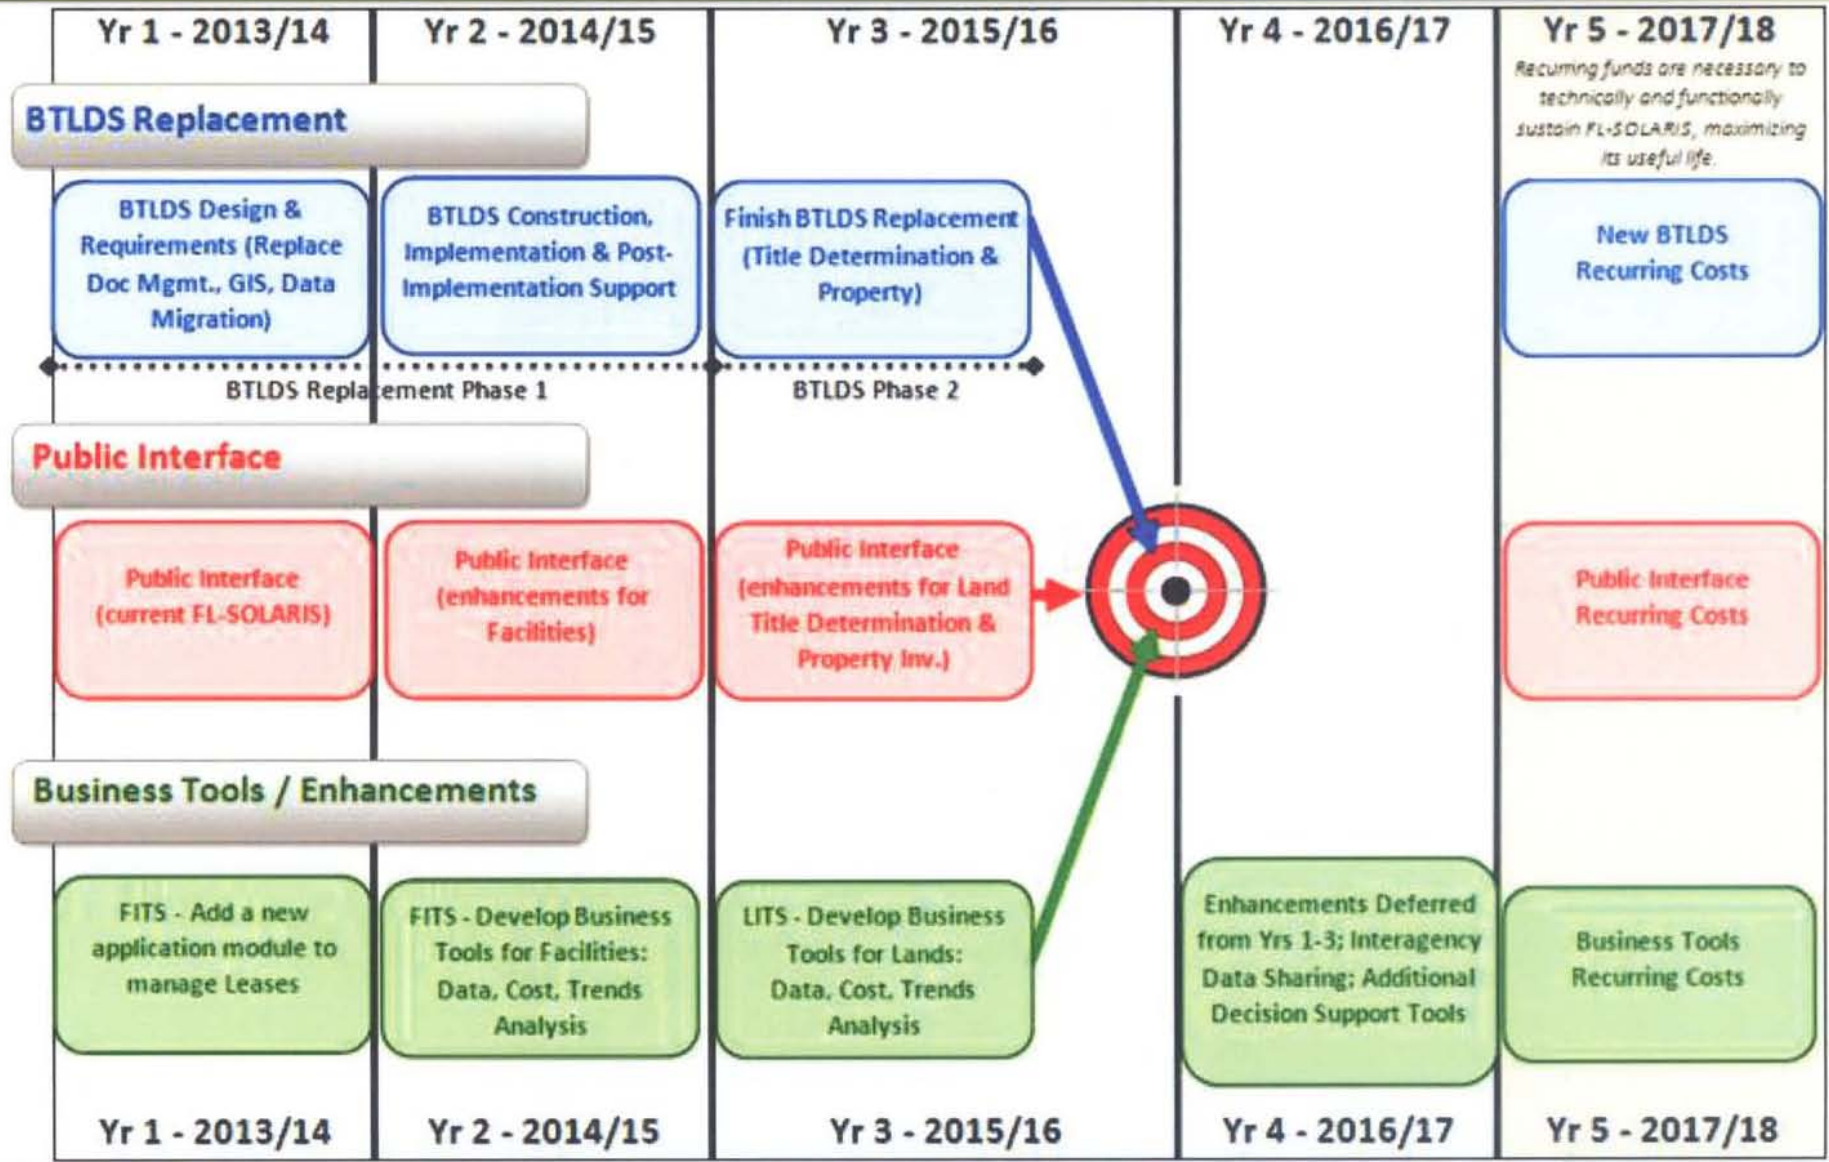 Yr 1 - 2013/14
Yr 2 - 2014/15
Yr 3 - 2015/16
Yr 4 - 2016/17
Yr 5 - 2017/18
Recurring funds are necessary to
technically and functionally
sustain FL-SOLARIS, maximizing
its useful life.
BTLDS Replacement
BTLDS Design &
Requirements (Replace
Doc Mgmt., GIS, Data
Migration)
BTLDS Construction,
Implementation & Post-
Implementation Support
Finish BTLDS Replacement
(Title Determination &
Property)
New BTLDS
Recurring Costs
BTLDS Replacement Phase 1
BTLDS Phase 2
Public Interface
Public Interface
(current FL-SOLARIS)
Public Interface
(enhancements for
Facilities)
Public Interface
(enhancements for Land
Title Determination &
Property Inv.)
Public Interface
Recurring Costs
Business Tools / Enhancements
FITS - Add a new
application module to
manage Leases
FITS - Develop Business
Tools for Facilities:
Data, Cost, Trends
Analysis
LITS - Develop Business
Tools for Lands:
Data, Cost, Trends
Analysis
Enhancements Deferred
from Yrs 1-3; Interagency
Data Sharing; Additional
Decision Support Tools
Business Tools
Recurring Costs
Yr 1 - 2013/14
Yr 2 - 2014/15
Yr 3 - 2015/16
Yr 4 - 2016/17
Yr 5 - 2017/18